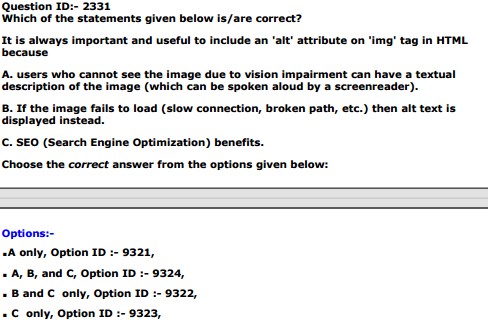 Question ID:- 2331
Which of the statements given below is/are correct?
It is always important and useful to include an 'alt' attribute on 'img' tag in HTML
because
A. users who cannot see the image due to vision impairment can have a textual
description of the image (which can be spoken aloud by a screenreader).
B. If the image fails to load (slow connection, broken path, etc.) then alt text is
displayed instead.
C. SEO (Search Engine Optimization) benefits.
Choose the correct answer from the options given below:
Options:-
▪A only, Option ID :- 9321,
▪ A, B, and C, Option ID :- 9324,
▪ B and C  only, Option ID :- 9322,
▪ C  only, Option ID :- 9323,